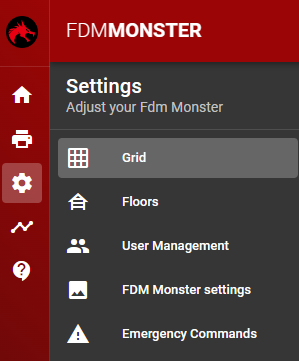 FDMMONSTER
Settings
Adjust your Fdm Monster
Grid
Floors
User Management
FDM Monster settings
Emergency Commands